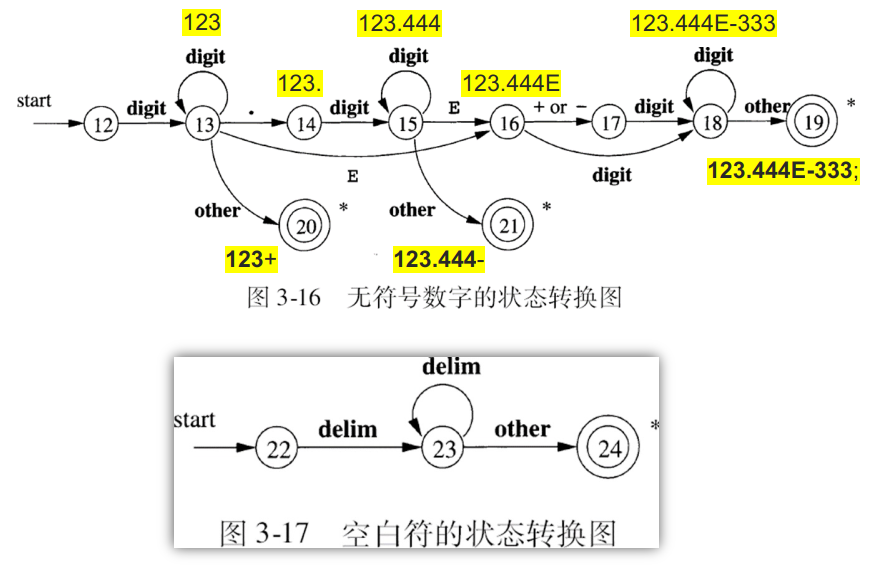 123 123.444 123.444E-333
digit digit digit
123. 123.444E
start digit . digit E + or - digit other *
12 13 14 15 16 17 18 19
E digit 123.444E-333;
other * other *
20 21
123+ 123.444-
图 3-16 无符号数字的状态转换图
delim
start delim other *
22 23 24
图 3-17 空白符的状态转换图